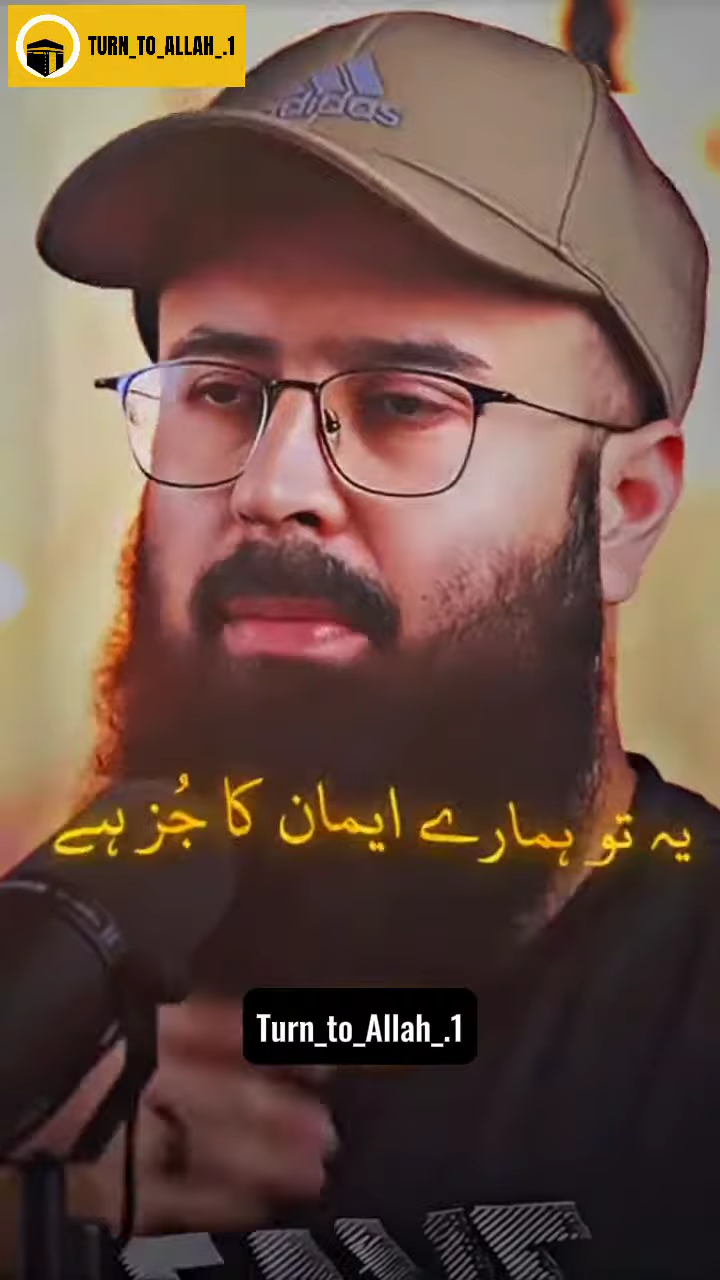 TURN_TO_ALLAH_.1
adidas
یہ تو ہمارے ایمان کا جُز ہے
Turn_to_Allah_.1